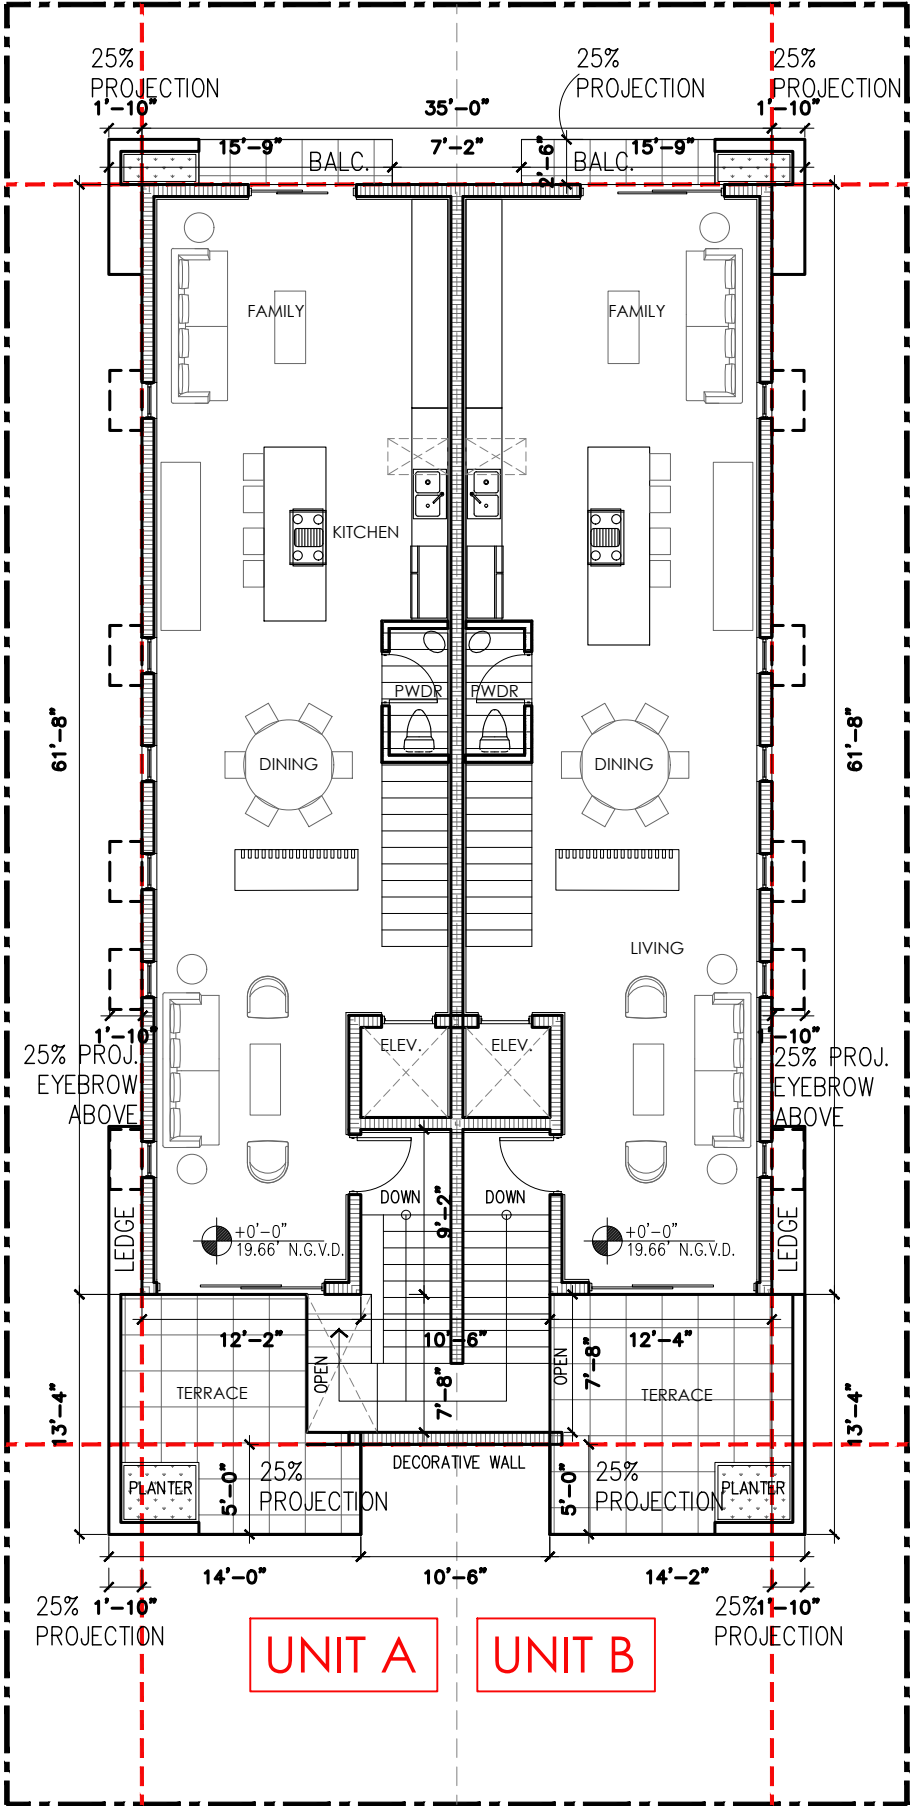 25%
PROJECTION
25%
PROJECTION
25%
PROJECTION
1'-10"
35'-0"
1'-10"
15'-9"
7'-2"
2'-6"
15'-9"
BALC.
BALC.
FAMILY
FAMILY
KITCHEN
PWDR
PWDR
61'-8"
61'-8"
DINING
DINING
LIVING
1'-10"
25% PROJ.
EYEBROW
ABOVE
ELEV.
ELEV.
1'-10"
25% PROJ.
EYEBROW
ABOVE
DOWN
DOWN
9'-2"
LEDGE
LEDGE
+0'-0"
19.66' N.G.V.D.
+0'-0"
19.66' N.G.V.D.
12'-2"
10'-6"
12'-4"
OPEN
OPEN
7'-8"
7'-8"
TERRACE
TERRACE
13'-4"
13'-4"
DECORATIVE WALL
PLANTER
5'-0"
25%
PROJECTION
5'-0"
25%
PROJECTION
PLANTER
14'-0"
10'-6"
14'-2"
25%
1'-10"
PROJECTION
25%
1'-10"
PROJECTION
UNIT A
UNIT B